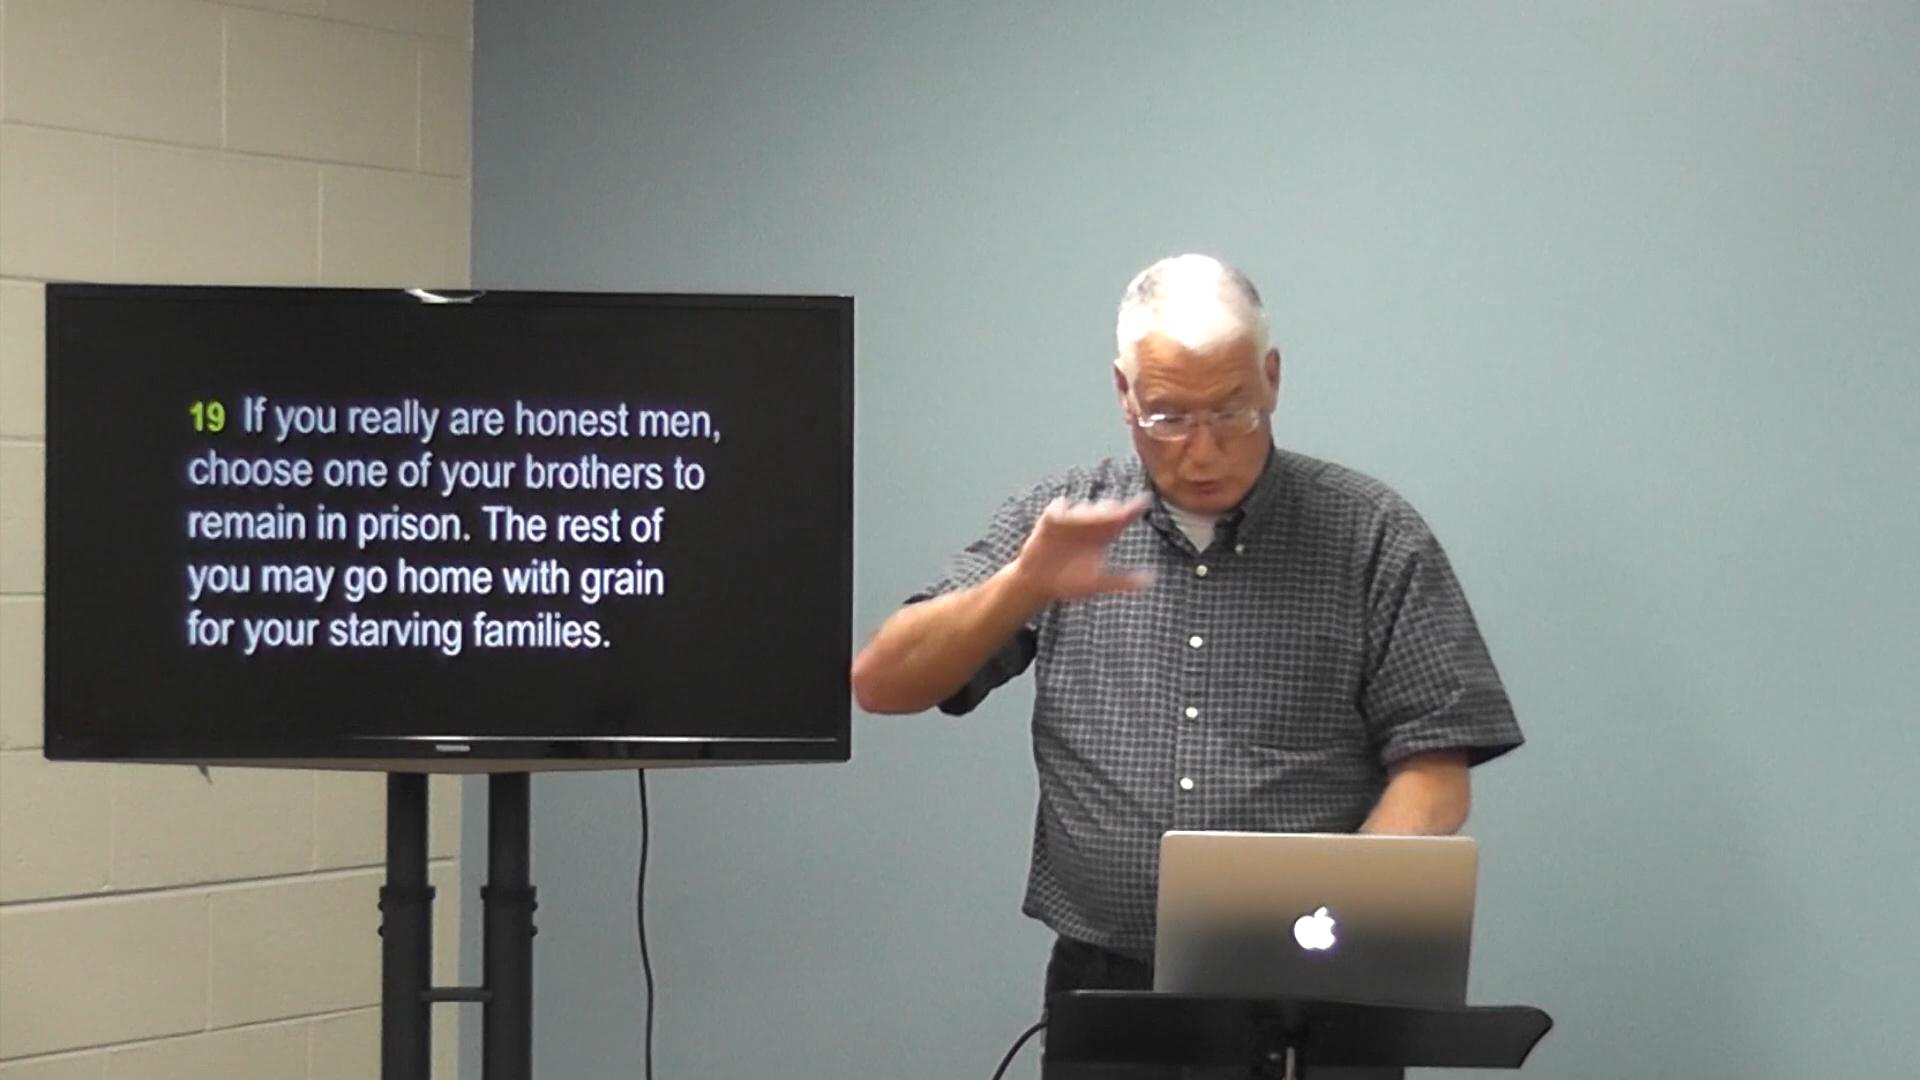 19 If you really are honest men,
choose one of your brothers to
remain in prison. The rest of
you may go home with grain
for your starving families.
TOSHIBA